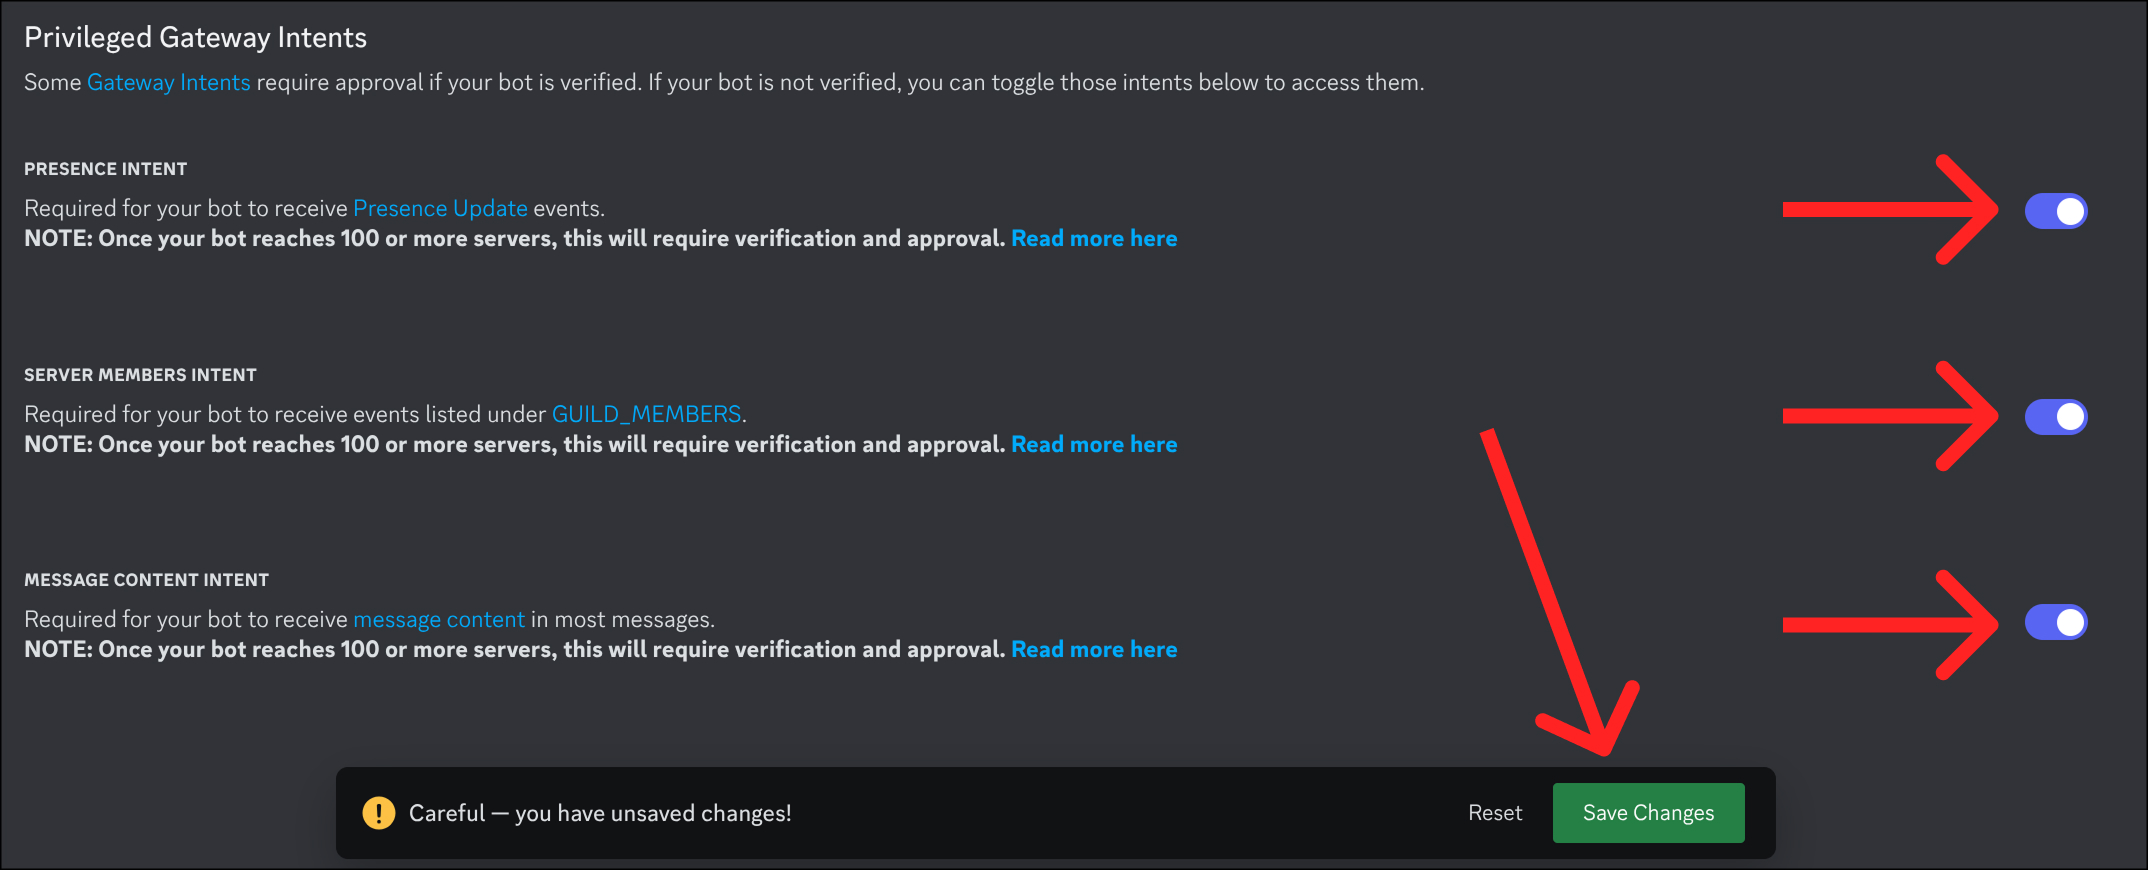 Privileged Gateway Intents
Some Gateway Intents require approval if your bot is verified. If your bot is not verified, you can toggle those intents below to access them.
PRESENCE INTENT
Required for your bot to receive Presence Update events.
NOTE: Once your bot reaches 100 or more servers, this will require verification and approval. Read more here
SERVER MEMBERS INTENT
Required for your bot to receive events listed under GUILD_MEMBERS.
NOTE: Once your bot reaches 100 or more servers, this will require verification and approval. Read more here
MESSAGE CONTENT INTENT
Required for your bot to receive message content in most messages.
NOTE: Once your bot reaches 100 or more servers, this will require verification and approval. Read more here
Careful — you have unsaved changes!
Reset
Save Changes